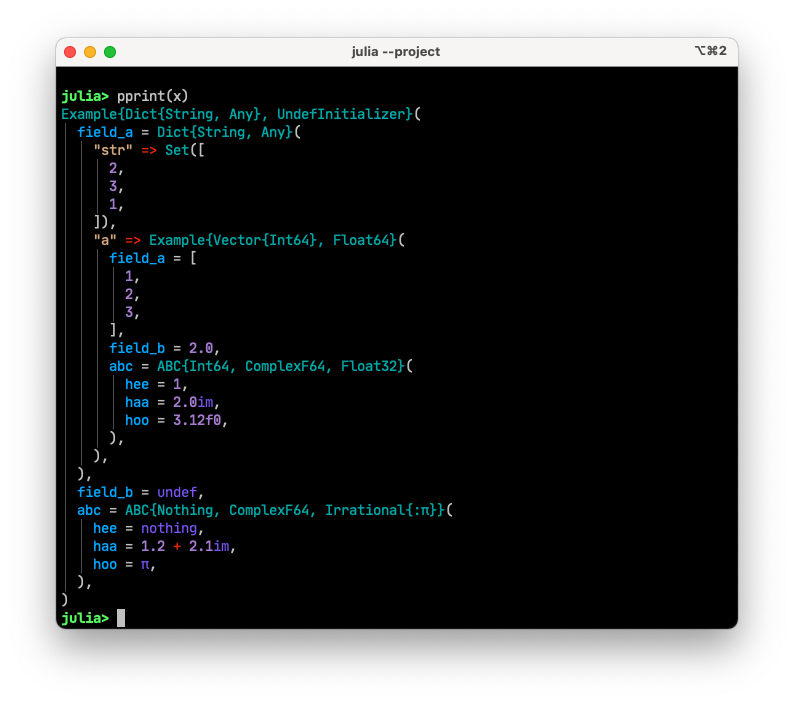 julia --project
⌥⌘2
julia> pprint(x)
Example{Dict{String, Any}, UndefInitializer}(
field_a = Dict{String, Any}(
"str" => Set([
2,
3,
1,
]),
"a" => Example{Vector{Int64}, Float64}(
field_a = [
1,
2,
3,
],
field_b = 2.0,
abc = ABC{Int64, ComplexF64, Float32}(
hee = 1,
haa = 2.0im,
hoo = 3.12f0,
),
),
),
field_b = undef,
abc = ABC{Nothing, ComplexF64, Irrational{:π}}(
hee = nothing,
haa = 1.2 + 2.1im,
hoo = π,
),
)
julia>